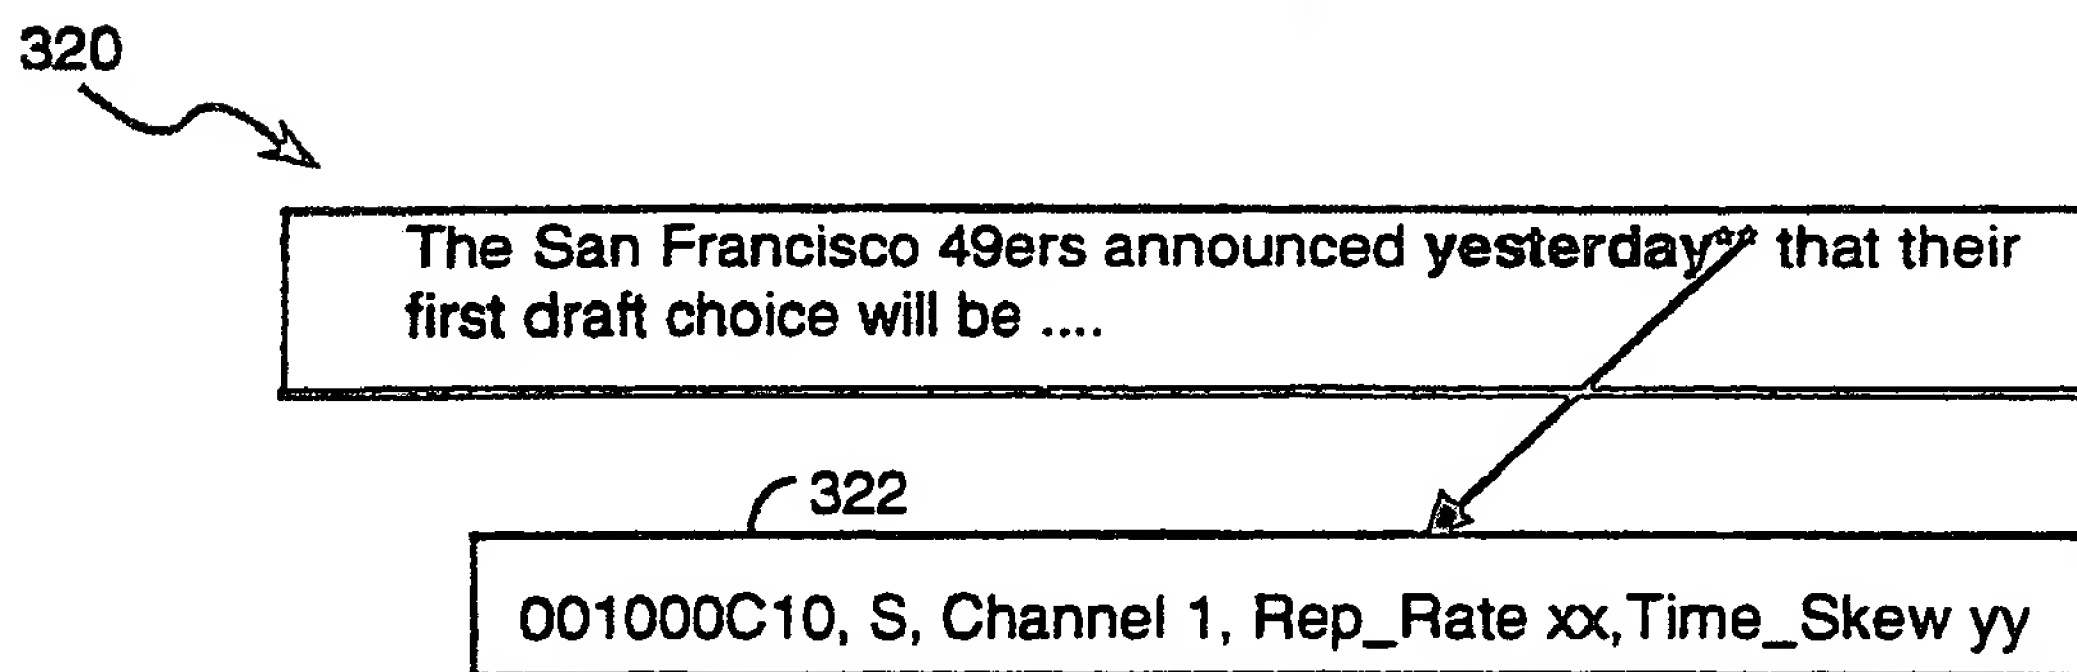 320
The San Francisco 49ers announced yesterday** that their
first draft choice will be ....
322
001000C10, S, Channel 1, Rep_Rate xx,Time_Skew yy